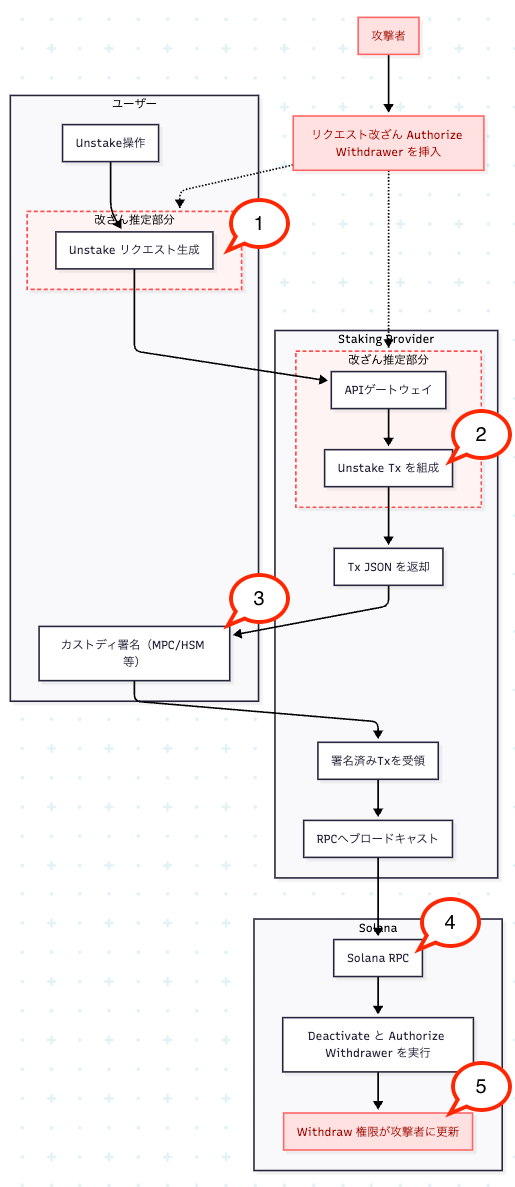 攻撃者
リクエスト改ざん Authorize
Withdrawer を挿入
ユーザー
Unstake操作
改ざん推定部分
1
Unstake リクエスト生成
Staking Provider
改ざん推定部分
APIゲートウェイ
2
Unstake Tx を組成
Tx JSON を返却
3
カストディ署名（MPC/HSM
等）
署名済みTxを受領
RPCへブロードキャスト
4
Solana
Solana RPC
Deactivate と Authorize
Withdrawer を実行
5
Withdraw 権限が攻撃者に更新